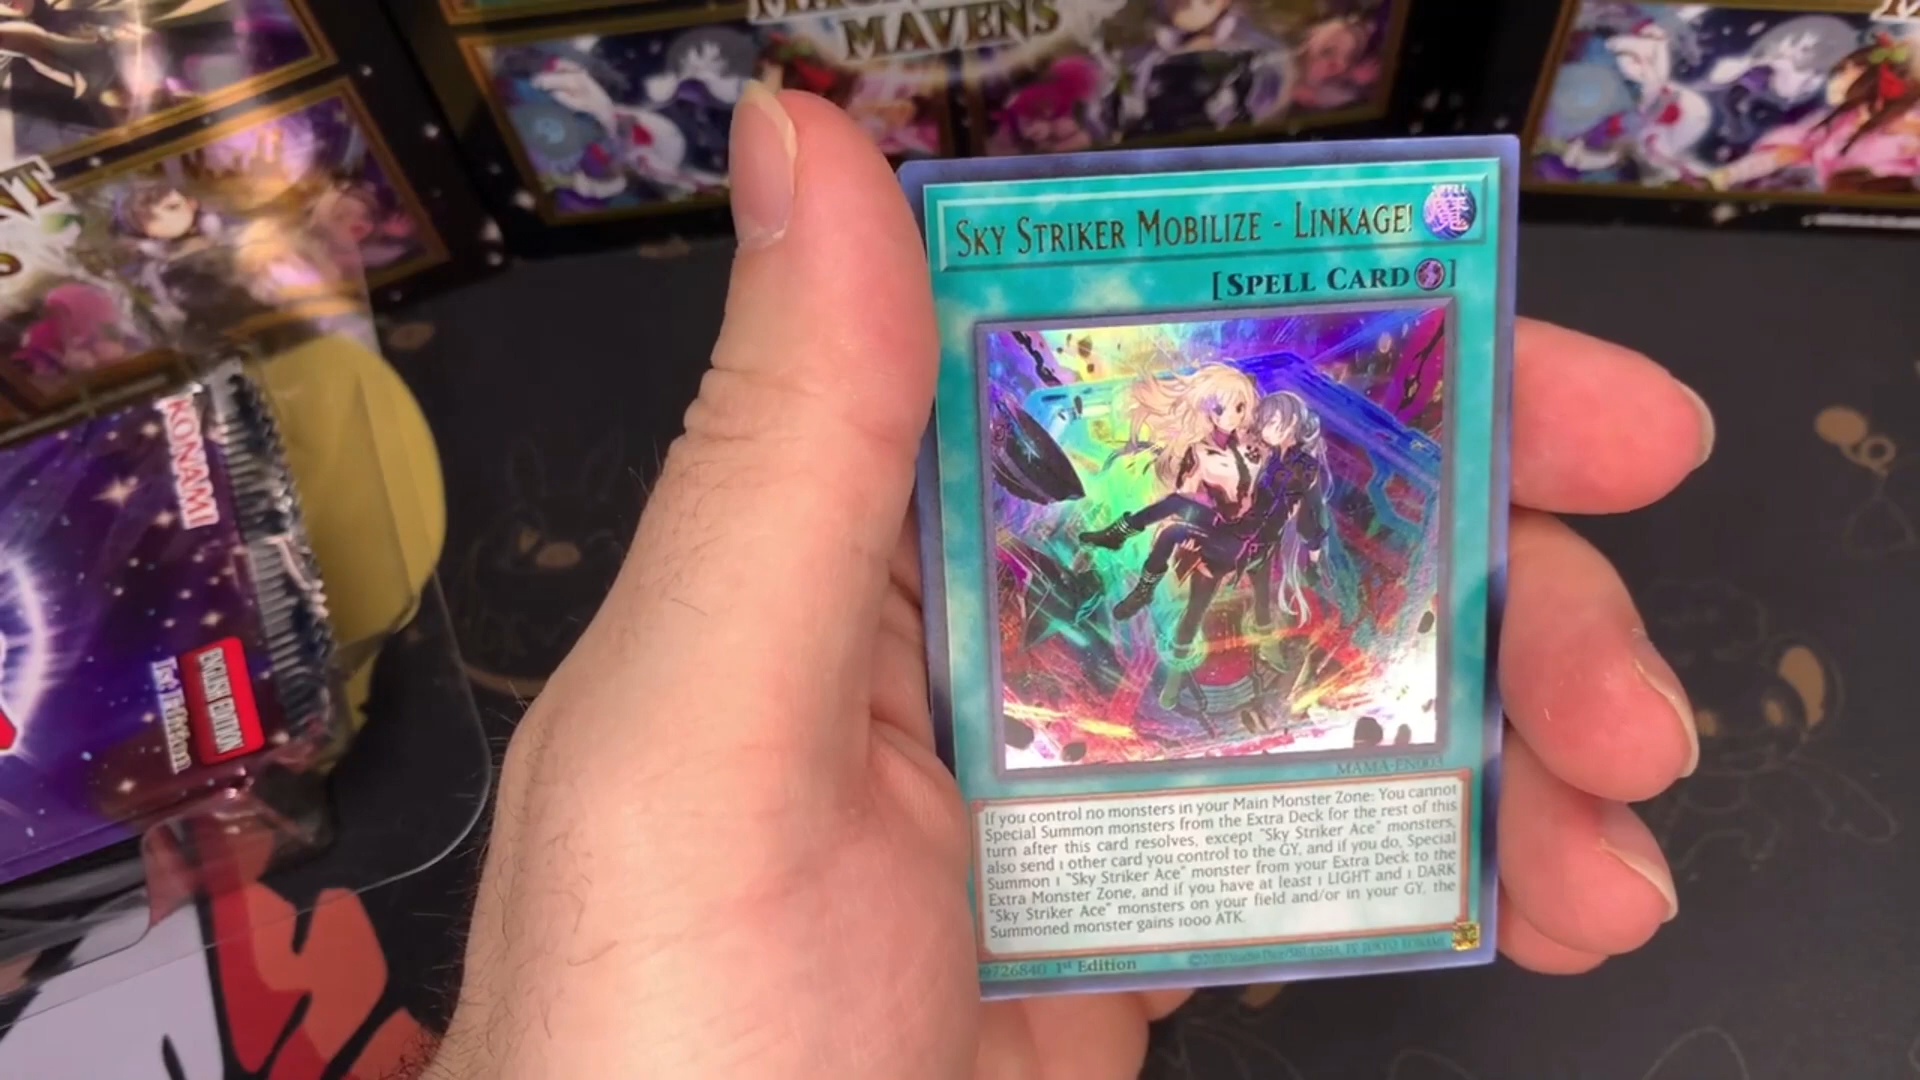 MAVENS
SKY STRIKER MOBILIZE - LINKAGE!
SPELL
魔
[SPELL CARD]
MAMA-EN003
If you control no monsters in your Main Monster Zone: You cannot
Special Summon monsters from the Extra Deck for the rest of this
turn after this card resolves, except "Sky Striker Ace" monsters,
also send 1 other card you control to the GY, and if you do, Special
Summon 1 "Sky Striker Ace" monster from your Extra Deck to the
Extra Monster Zone, and if you have at least 1 LIGHT and 1 DARK
"Sky Striker Ace" monsters on your field and/or in your GY, the
Summoned monster gains 1000 ATK.
9726840 1st Edition
KONAMI
ENGLISH EDITION
1st Edition